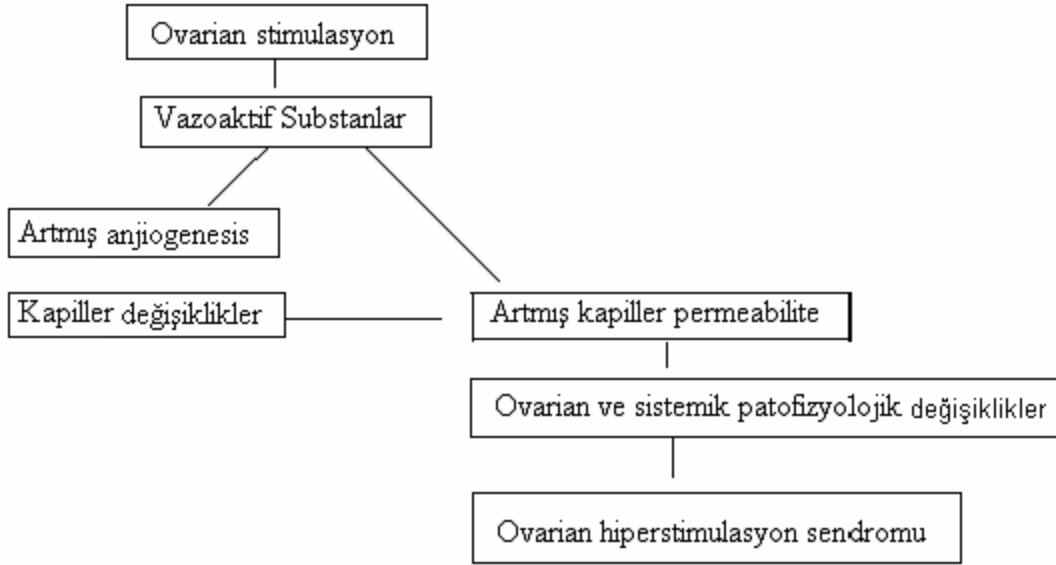 Ovarian stimulasyon
Vazoaktif Substanlar
Artmış anjiogenesis
Kapiller değişiklikler
Artmış kapiller permeabilite
Ovarian ve sistemik patofizyolojik değişiklikler
Ovarian hiperstimulasyon sendromu